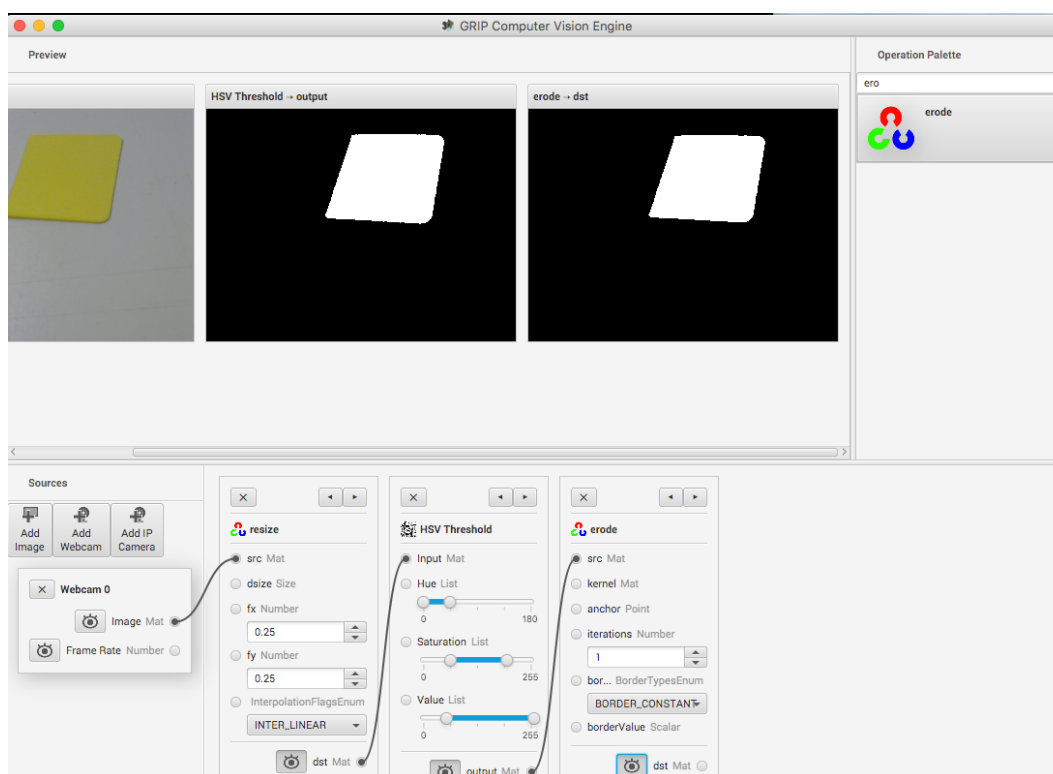 GRIP Computer Vision Engine
Preview
Operation Palette
ero
erode
HSV Threshold → output
erode → dst
Sources
Add Image
Add Webcam
Add IP Camera
Webcam 0
Image Mat
Frame Rate Number
resize
src Mat
dsize Size
fx Number
0.25
fy Number
0.25
InterpolationFlagsEnum
INTER_LINEAR
dst Mat
HSV Threshold
Input Mat
Hue List
0 180
Saturation List
0 255
Value List
0 255
output Mat
erode
src Mat
kernel Mat
anchor Point
iterations Number
1
bor... BorderTypesEnum
BORDER_CONSTANT
borderValue Scalar
dst Mat